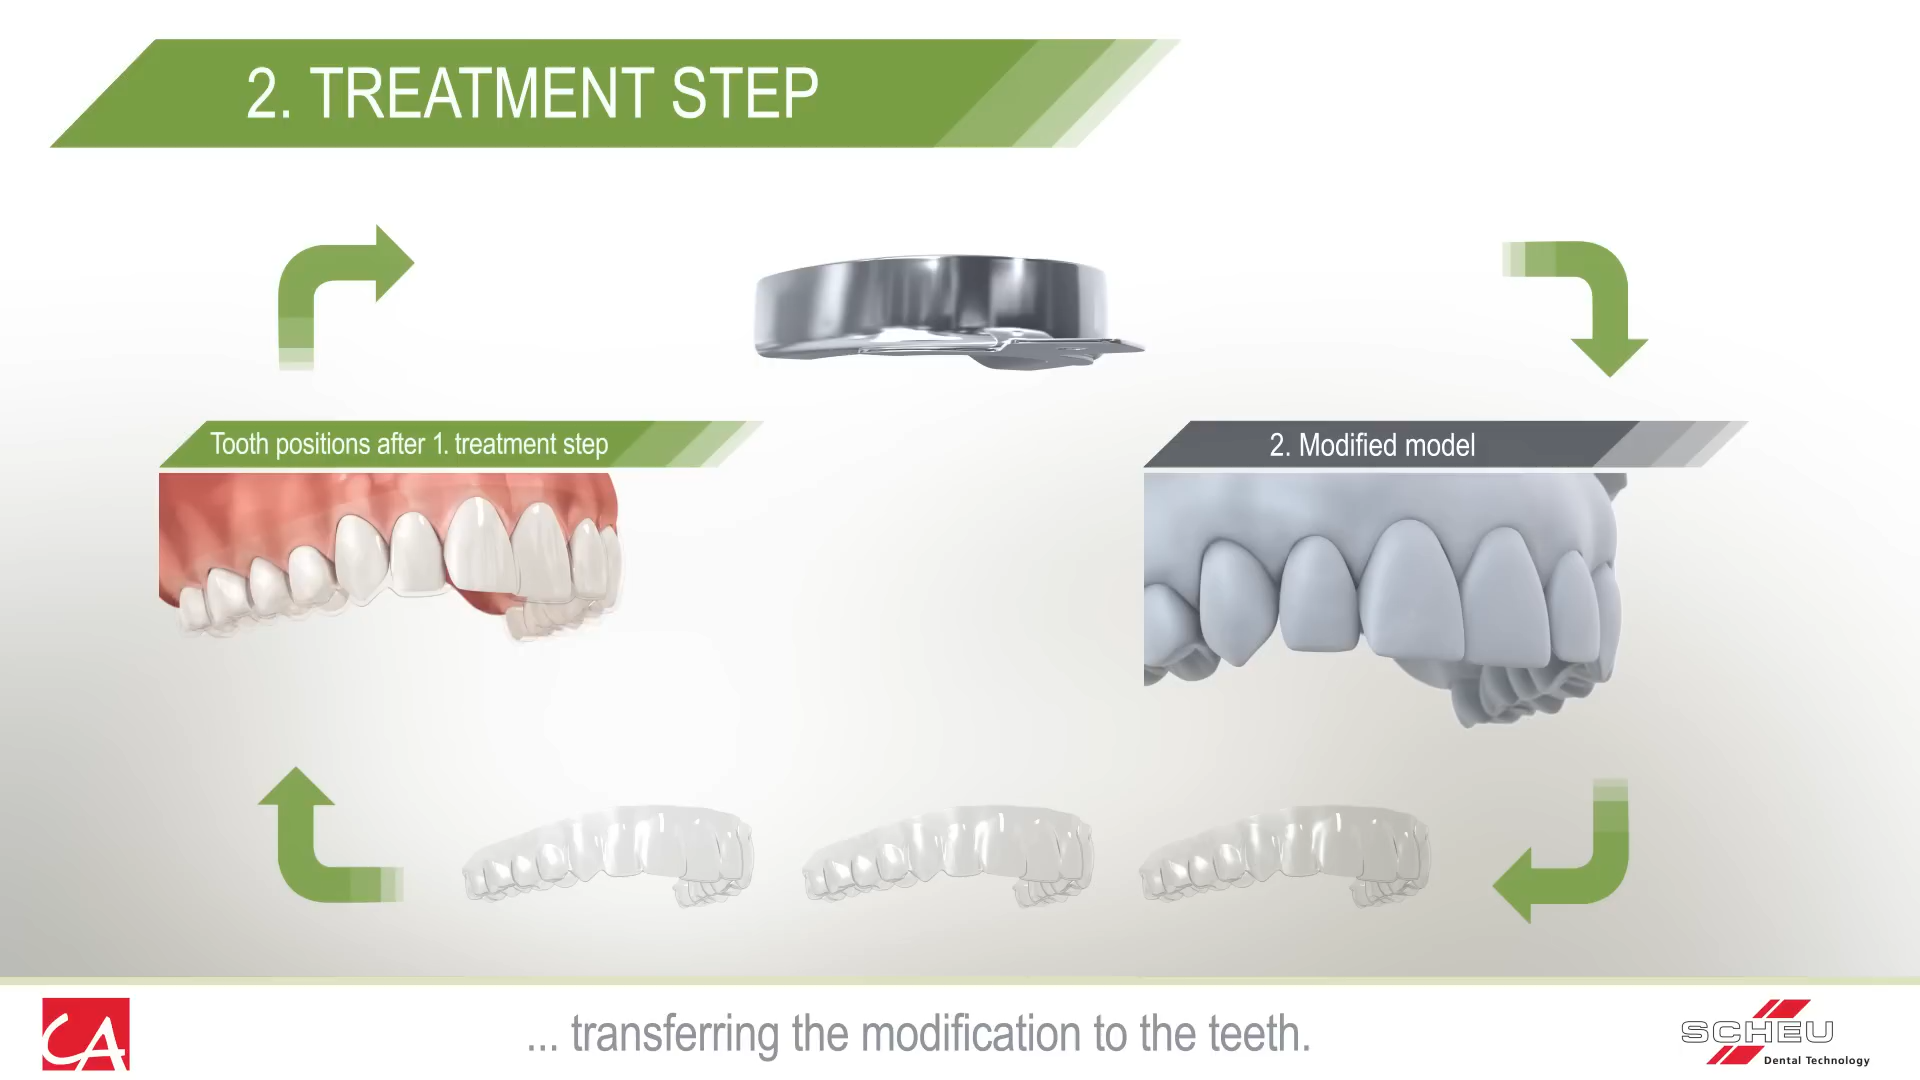 2. TREATMENT STEP
Tooth positions after 1. treatment step
2. Modified model
... transferring the modification to the teeth.
CA
SCHEU
Dental Technology